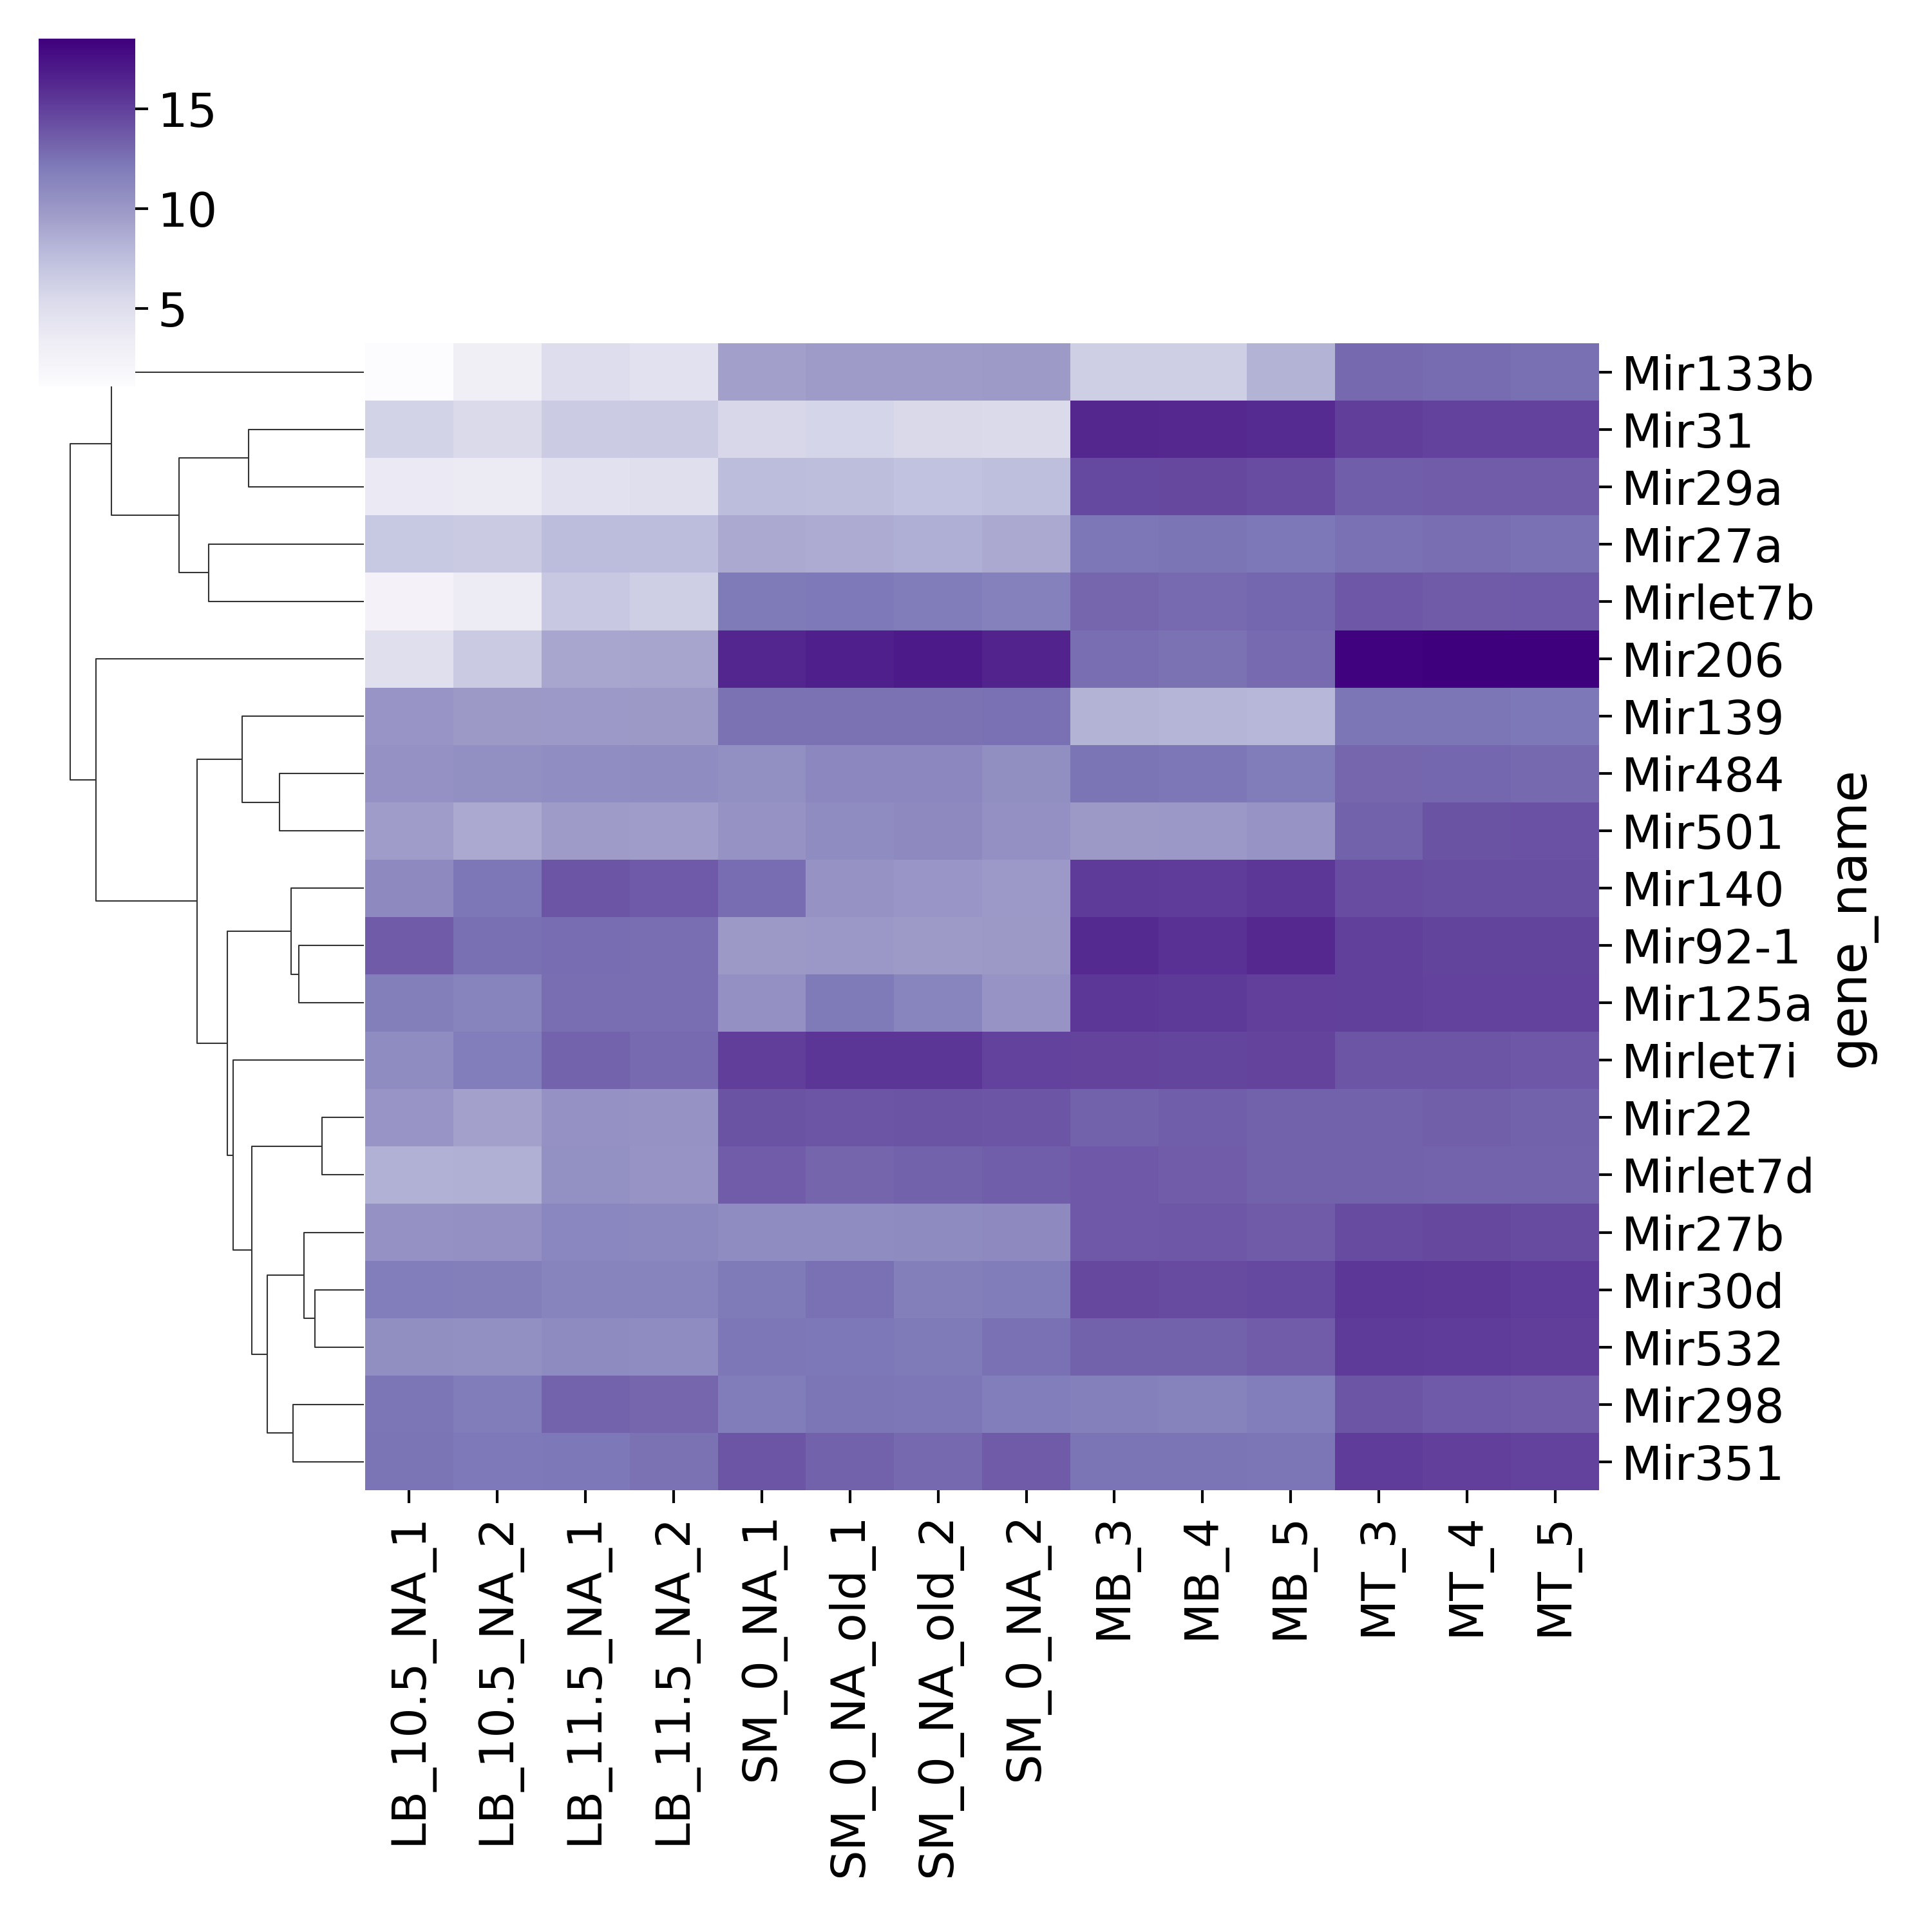 15
10
5
Mir133b
Mir31
Mir29a
Mir27a
Mirlet7b
Mir206
Mir139
Mir484
Mir501
Mir140
Mir92-1
Mir125a
Mirlet7i
Mir22
Mirlet7d
Mir27b
Mir30d
Mir532
Mir298
Mir351
gene_name
LB_10.5_NA_1
LB_10.5_NA_2
LB_11.5_NA_1
LB_11.5_NA_2
SM_0_NA_1
SM_0_NA_old_1
SM_0_NA_old_2
SM_0_NA_2
MB_3
MB_4
MB_5
MT_3
MT_4
MT_5